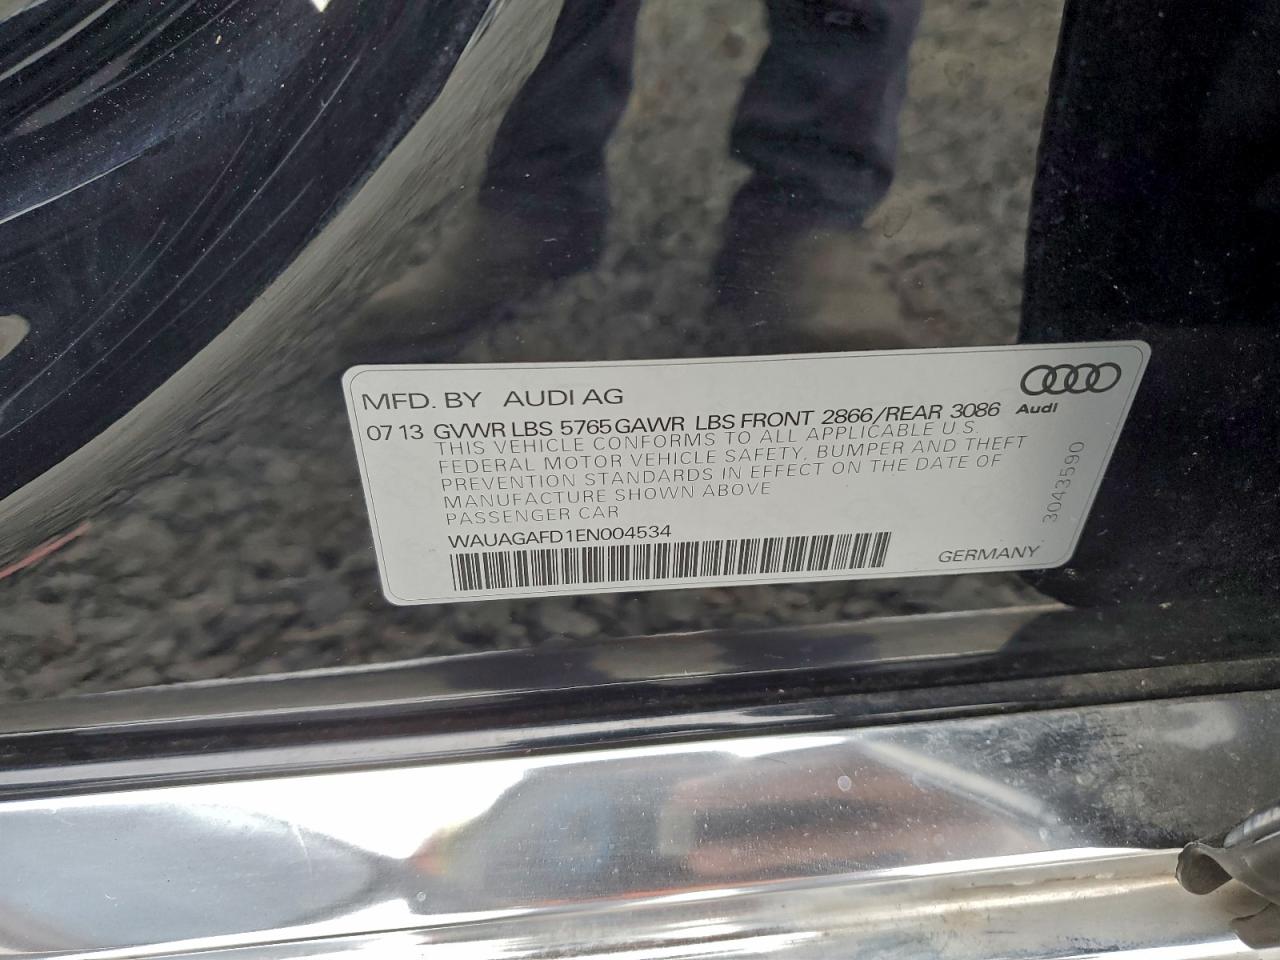 MFD. BY AUDI AG
07 13 GVWR LBS 5765 GAWR LBS FRONT 2866/REAR 3086
Audi
THIS VEHICLE CONFORMS TO ALL APPLICABLE U.S.
FEDERAL MOTOR VEHICLE SAFETY, BUMPER AND THEFT
PREVENTION STANDARDS IN EFFECT ON THE DATE OF
MANUFACTURE SHOWN ABOVE
PASSENGER CAR
3043590
WAUAGAFD1EN004534
GERMANY